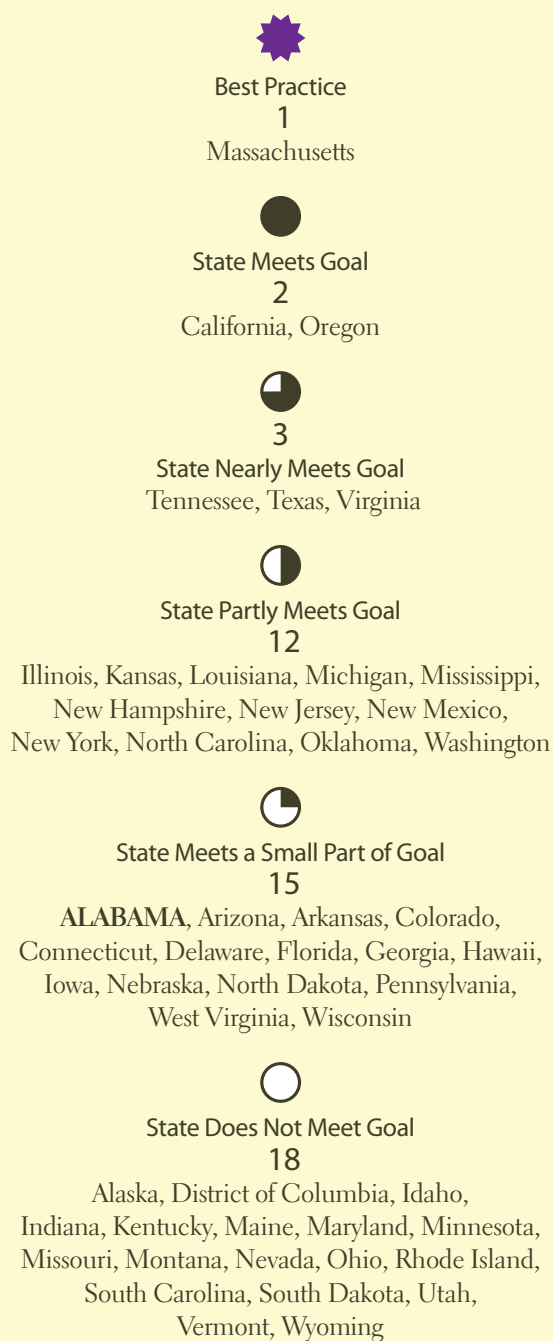 Best Practice
1
Massachusetts
State Meets Goal
2
California, Oregon
3
State Nearly Meets Goal
Tennessee, Texas, Virginia
State Partly Meets Goal
12
Illinois, Kansas, Louisiana, Michigan, Mississippi,
New Hampshire, New Jersey, New Mexico,
New York, North Carolina, Oklahoma, Washington
State Meets a Small Part of Goal
15
ALABAMA, Arizona, Arkansas, Colorado,
Connecticut, Delaware, Florida, Georgia, Hawaii,
Iowa, Nebraska, North Dakota, Pennsylvania,
West Virginia, Wisconsin
State Does Not Meet Goal
18
Alaska, District of Columbia, Idaho,
Indiana, Kentucky, Maine, Maryland, Minnesota,
Missouri, Montana, Nevada, Ohio, Rhode Island,
South Carolina, South Dakota, Utah,
Vermont, Wyoming